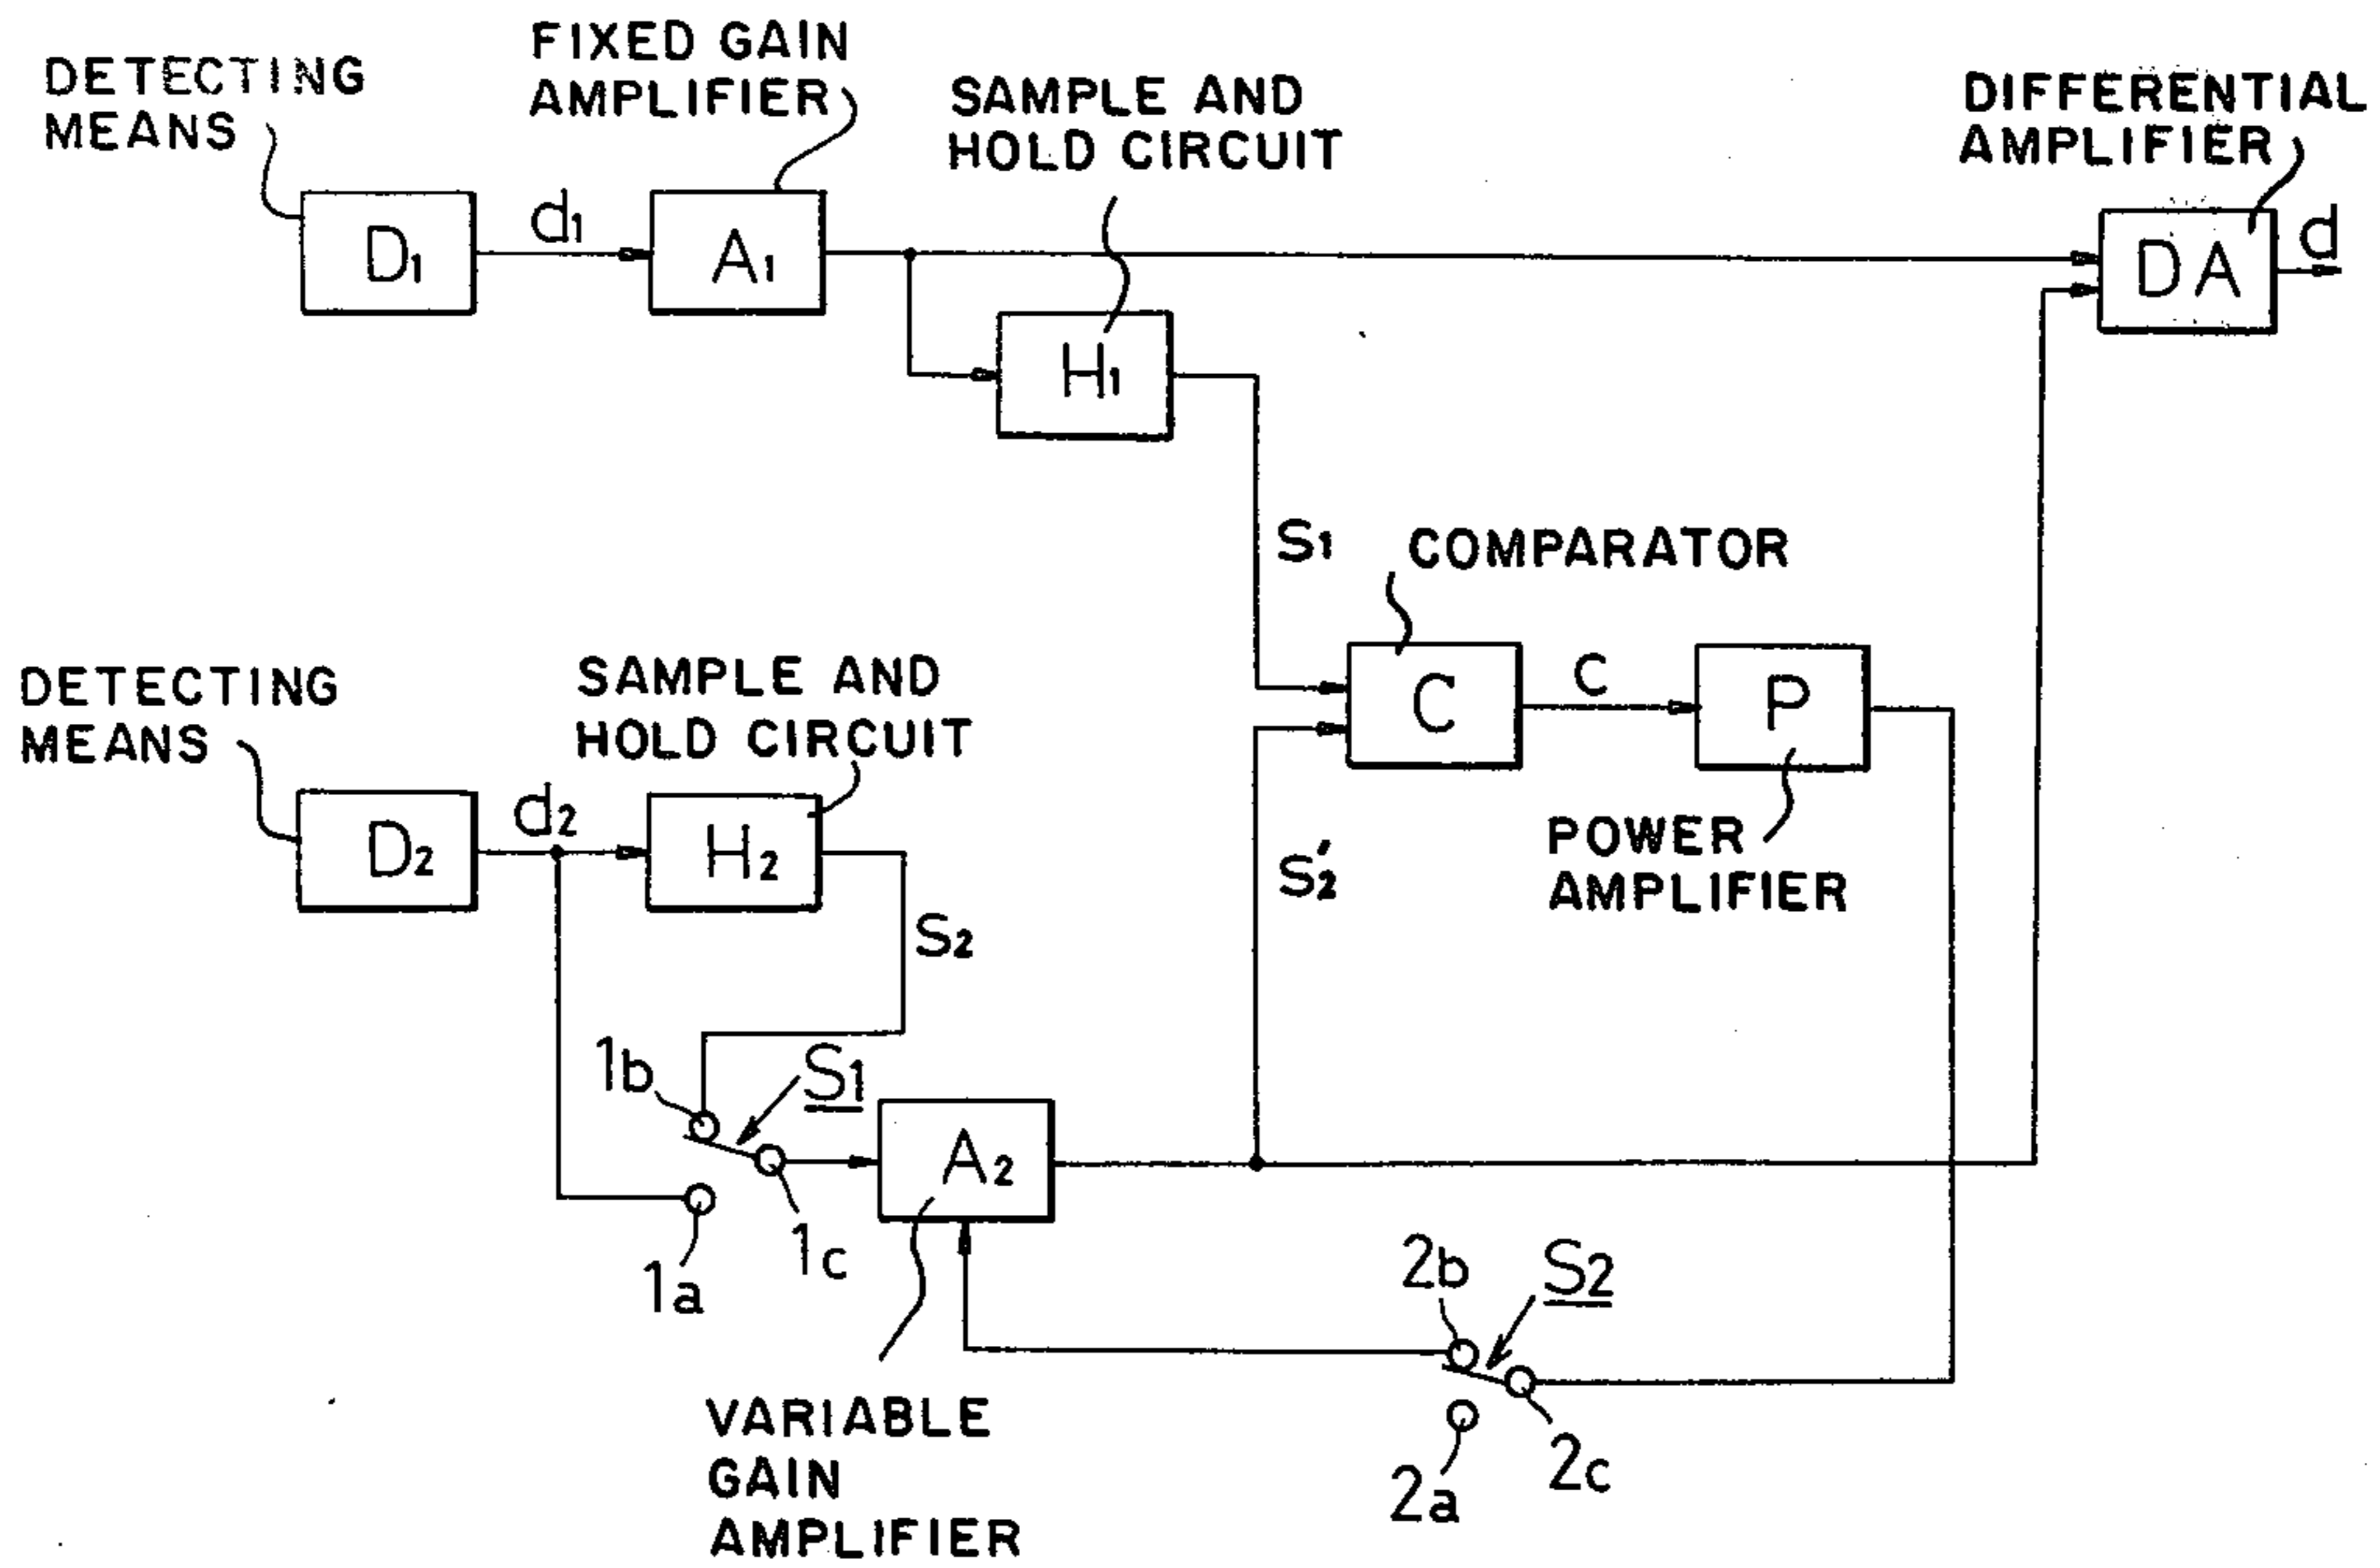 DETECTING
MEANS
FIXED GAIN
AMPLIFIER
SAMPLE AND
HOLD CIRCUIT
DIFFERENTIAL
AMPLIFIER
D1
d1
A1
H1
DA
d
S1
COMPARATOR
C
C
P
POWER
AMPLIFIER
DETECTING
MEANS
SAMPLE AND
HOLD CIRCUIT
D2
d2
H2
S2
S2'
1b
S1
1a
1c
A2
VARIABLE
GAIN
AMPLIFIER
2b
S2
2a
2c